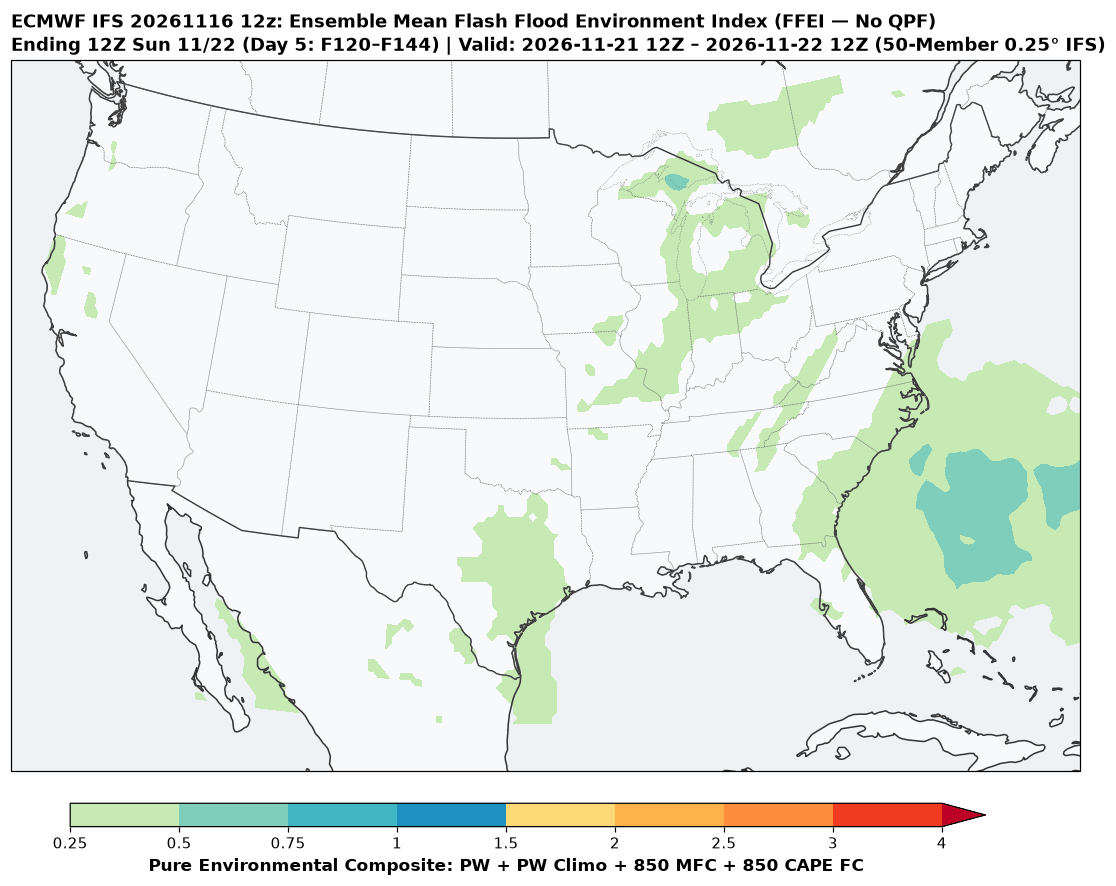 ECMWF IFS 20261116 12z: Ensemble Mean Flash Flood Environment Index (FFEI — No QPF)
Ending 12Z Sun 11/22 (Day 5: F120–F144) | Valid: 2026-11-21 12Z – 2026-11-22 12Z (50-Member 0.25° IFS)
0.25 0.5 0.75 1 1.5 2 2.5 3 4
Pure Environmental Composite: PW + PW Climo + 850 MFC + 850 CAPE FC